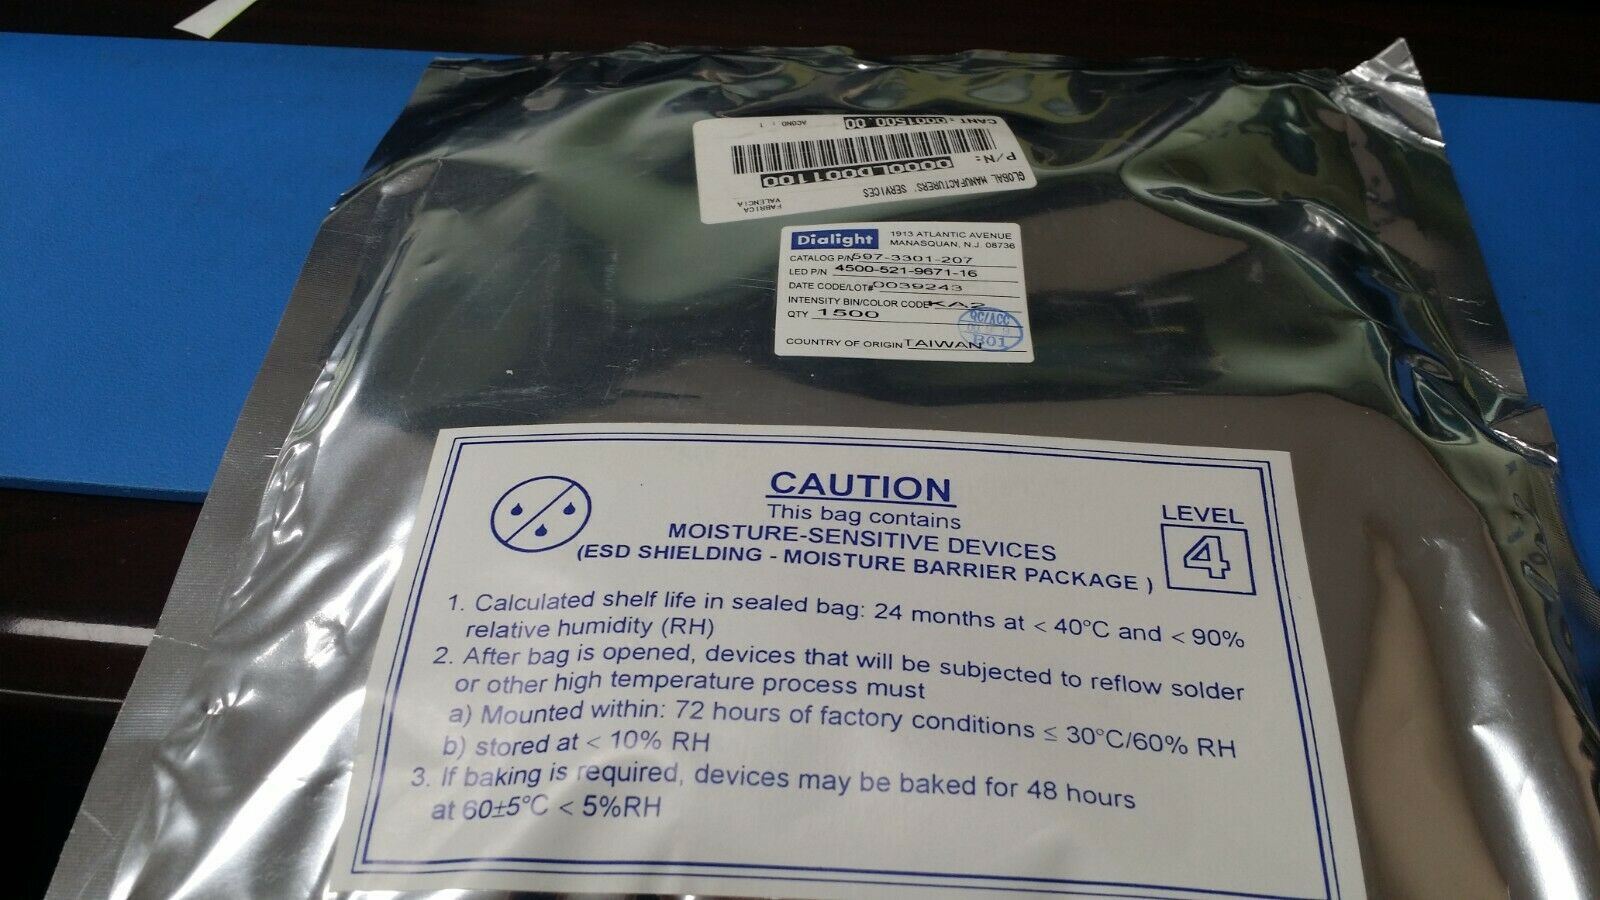 CANT: 0001500.00 ACOND : 1
P/N:
0000LD001100
GLOBAL MANUFACTURERS' SERVICES
FABRICA
VALENCIA
Dialight
1913 ATLANTIC AVENUE
MANASQUAN, N.J. 08736
CATALOG P/N 597-3301-207
LED P/N 4500-521-9671-16
DATE CODE/LOT# 0039243
INTENSITY BIN/COLOR CODE KA2
QTY 1500
QC/ACC
B01
COUNTRY OF ORIGIN TAIWAN
CAUTION
This bag contains
MOISTURE-SENSITIVE DEVICES
(ESD SHIELDING - MOISTURE BARRIER PACKAGE )
LEVEL
4
1. Calculated shelf life in sealed bag: 24 months at < 40°C and < 90%
relative humidity (RH)
2. After bag is opened, devices that will be subjected to reflow solder
or other high temperature process must
a) Mounted within: 72 hours of factory conditions ≤ 30°C/60% RH
b) stored at < 10% RH
3. If baking is required, devices may be baked for 48 hours
at 60±5°C < 5%RH